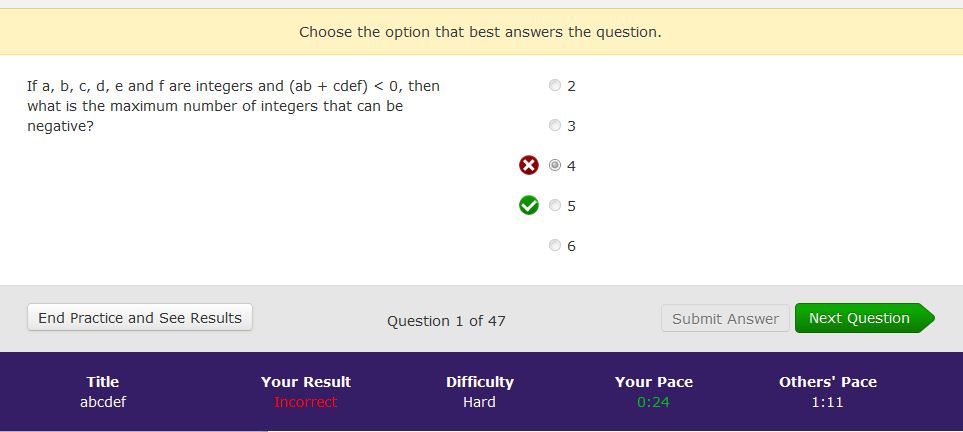 Choose the option that best answers the question.
If a, b, c, d, e and f are integers and (ab + cdef) < 0, then
what is the maximum number of integers that can be
negative?
2
3
4
5
6
End Practice and See Results
Question 1 of 47
Submit Answer
Next Question
Title
Your Result
Difficulty
Your Pace
Others' Pace
abcdef
Incorrect
Hard
0:24
1:11